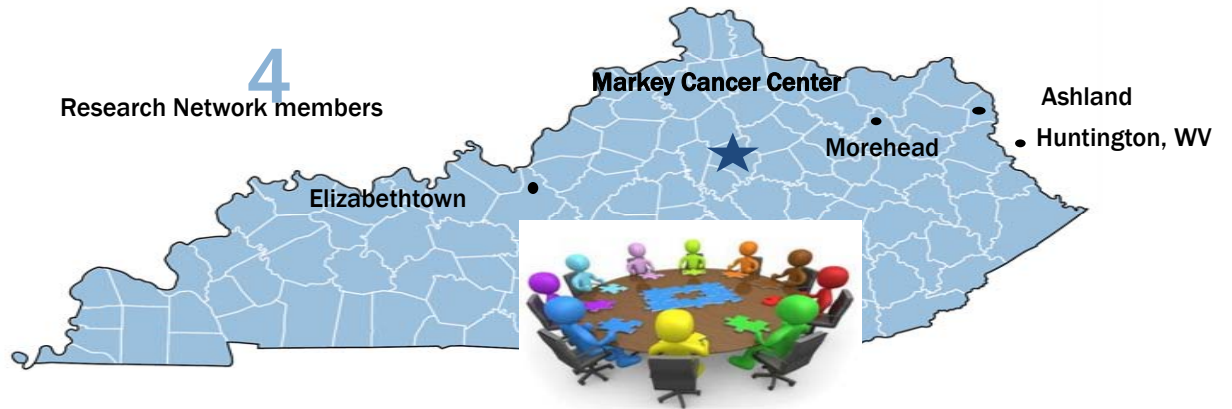 4
Research Network members
Markey Cancer Center
Ashland
Huntington, WV
Morehead
Elizabethtown